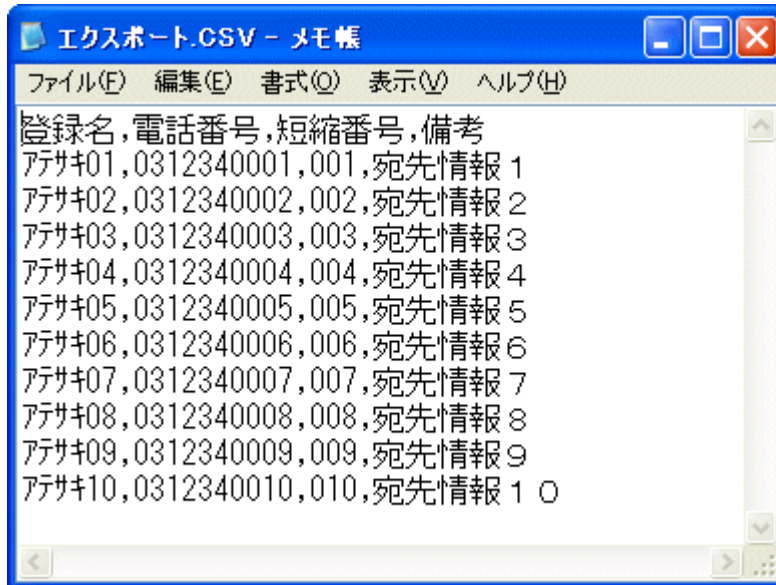 エクスポート.CSV - メモ帳
ファイル(F) 編集(E) 書式(O) 表示(V) ヘルプ(H)
登録名,電話番号,短縮番号,備考
ｱﾃｻｷ01,0312340001,001,宛先情報１
ｱﾃｻｷ02,0312340002,002,宛先情報２
ｱﾃｻｷ03,0312340003,003,宛先情報３
ｱﾃｻｷ04,0312340004,004,宛先情報４
ｱﾃｻｷ05,0312340005,005,宛先情報５
ｱﾃｻｷ06,0312340006,006,宛先情報６
ｱﾃｻｷ07,0312340007,007,宛先情報７
ｱﾃｻｷ08,0312340008,008,宛先情報８
ｱﾃｻｷ09,0312340009,009,宛先情報９
ｱﾃｻｷ10,0312340010,010,宛先情報１０